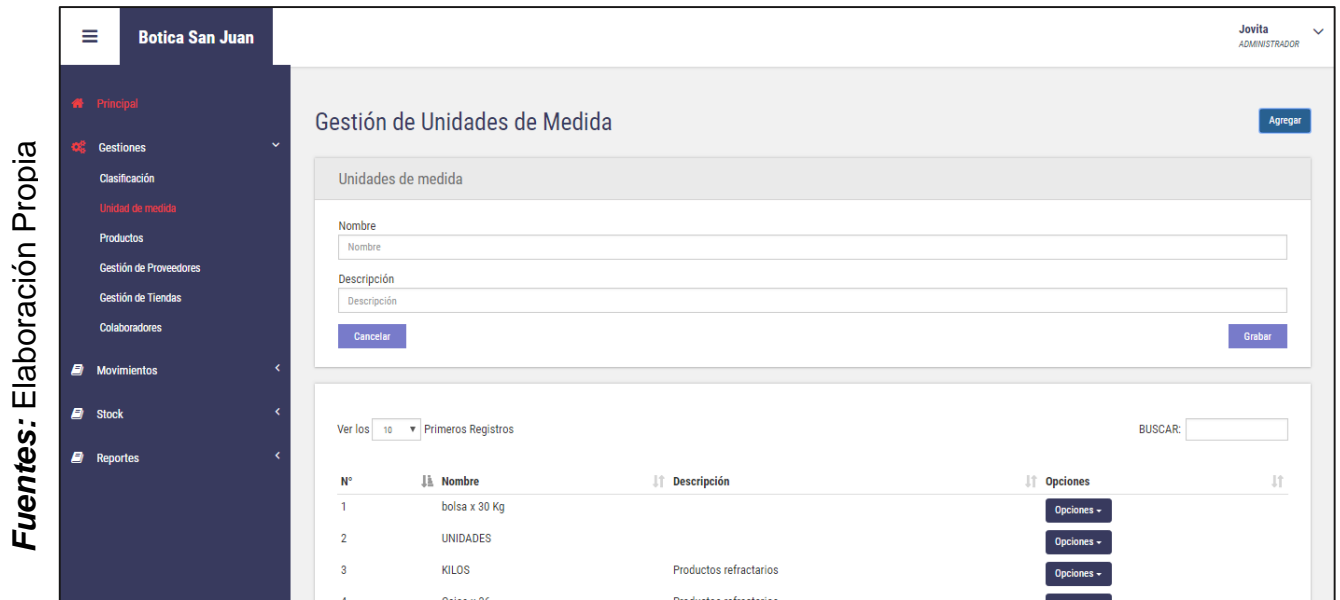 Fuentes: Elaboración Propia
Botica San Juan
Jovita
ADMINISTRADOR
Principal
Gestiones
Clasificación
Unidad de medida
Productos
Gestión de Proveedores
Gestión de Tiendas
Colaboradores
Movimientos
Stock
Reportes
Gestión de Unidades de Medida
Agregar
Unidades de medida
Nombre
Nombre
Descripción
Descripción
Cancelar Grabar
Ver los 10 Primeros Registros BUSCAR:
N° Nombre Descripción Opciones
1 bolsa x 30 Kg Opciones
2 UNIDADES Opciones
3 KILOS Productos refractarios Opciones
Productos refractarios